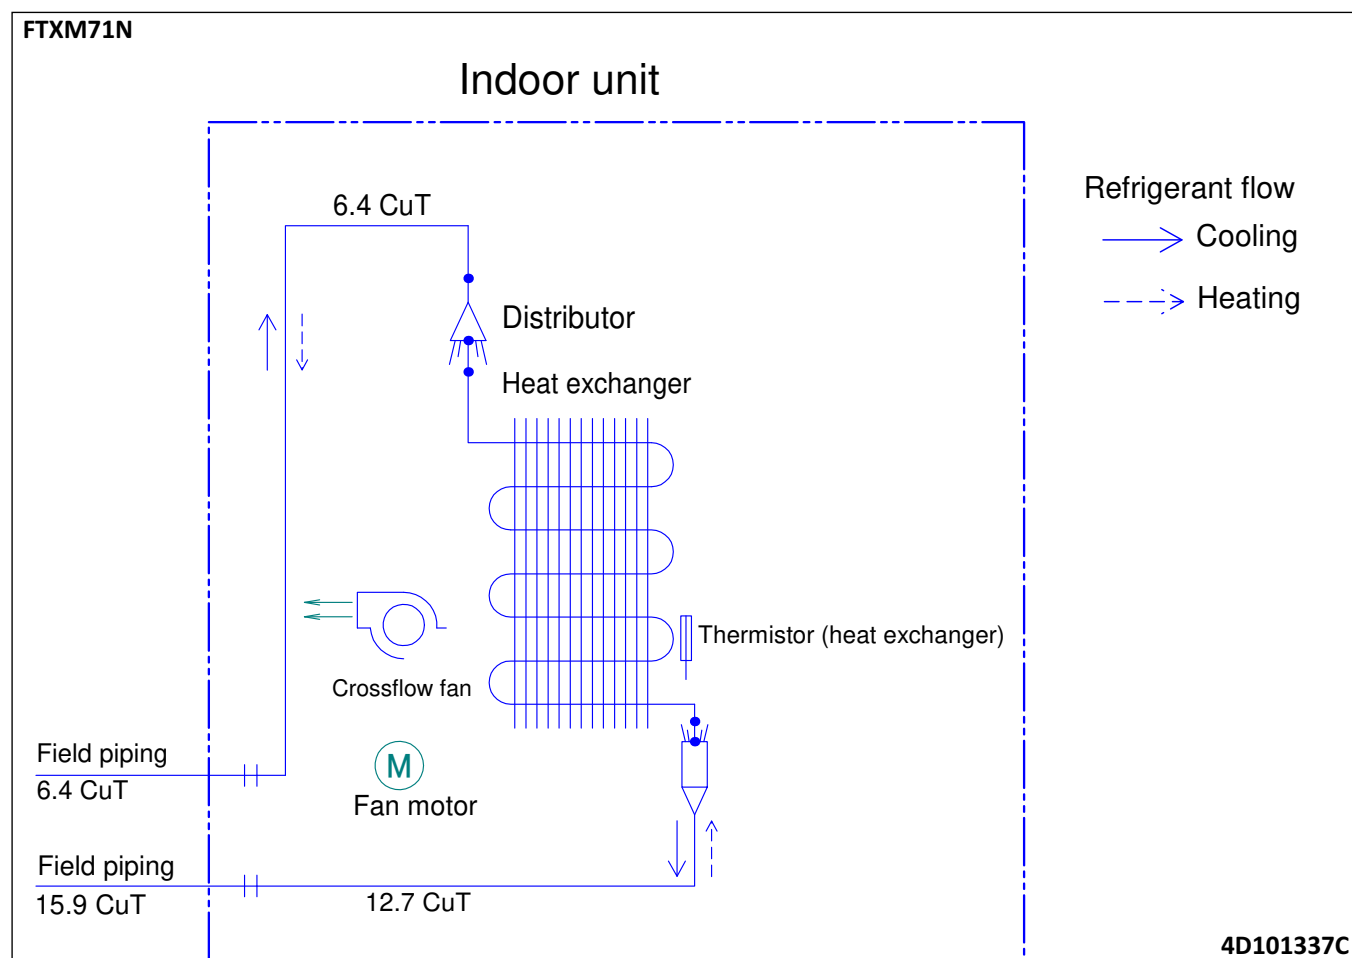 FTXM71N
Indoor unit
6.4 CuT
Refrigerant flow
Cooling
Heating
Distributor
Heat exchanger
Thermistor (heat exchanger)
Crossflow fan
Field piping
6.4 CuT
M
Fan motor
Field piping
15.9 CuT
12.7 CuT
4D101337C